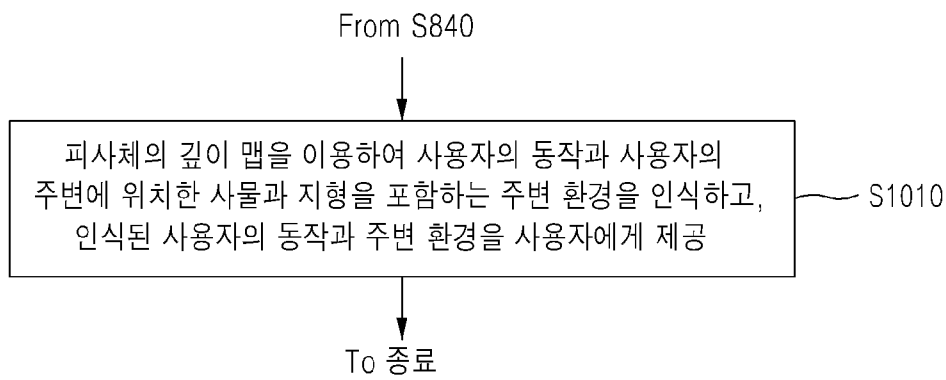 From S840
피사체의 깊이 맵을 이용하여 사용자의 동작과 사용자의
주변에 위치한 사물과 지형을 포함하는 주변 환경을 인식하고,
인식된 사용자의 동작과 주변 환경을 사용자에게 제공
S1010
To 종료